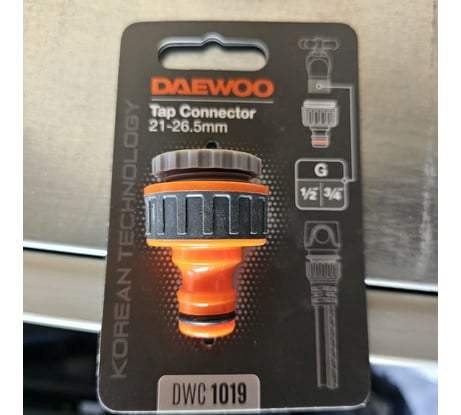 DAEWOO
Tap Connector
21-26.5mm
KOREAN TECHNOLOGY
G
1/2" 3/4"
DWC 1019